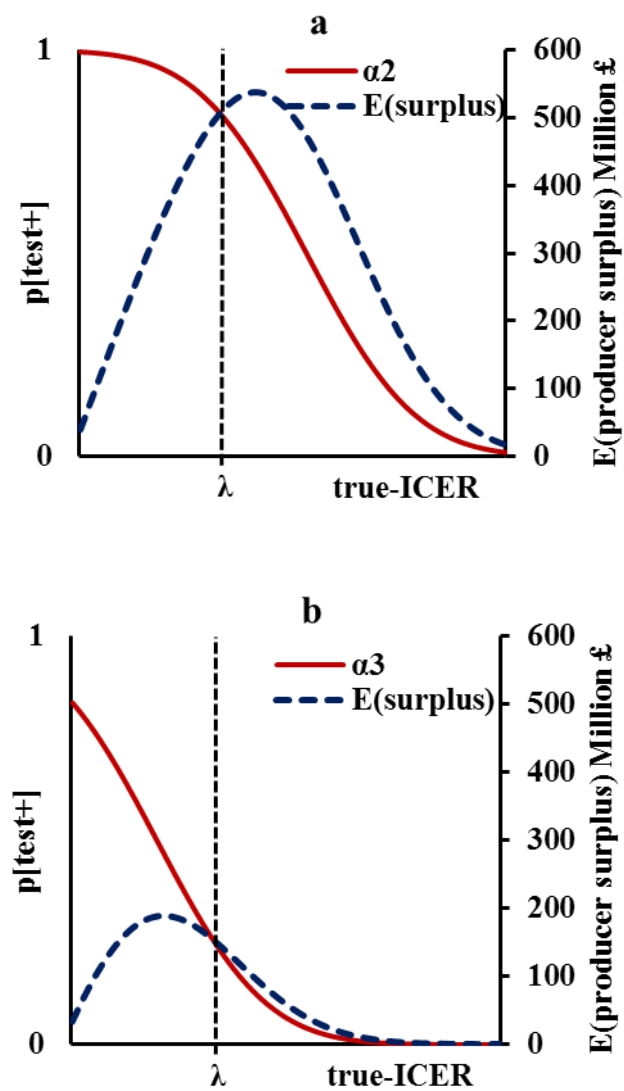 a
1
0
p[test+]
α2
E(surplus)
600
500
400
300
200
100
0
E(producer surplus) Million £
λ
true-ICER
b
1
0
p[test+]
α3
E(surplus)
600
500
400
300
200
100
0
E(producer surplus) Million £
λ
true-ICER